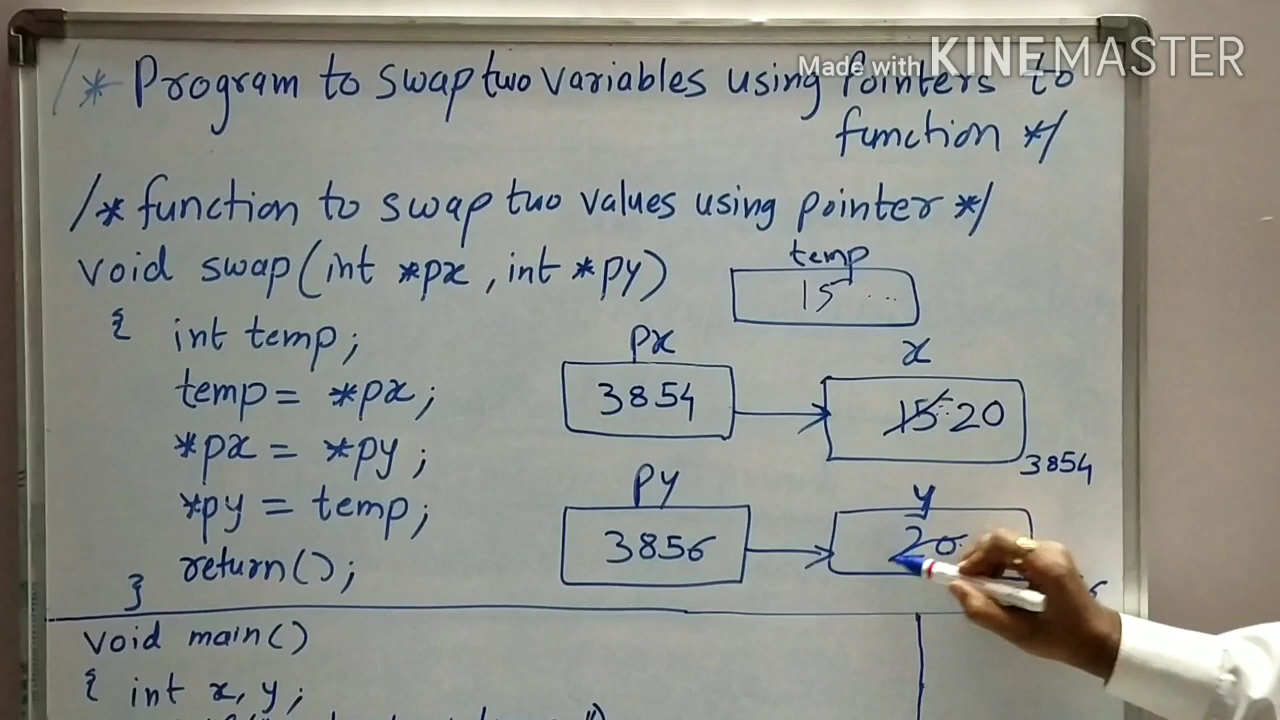 Made with KINEMASTER
/* Program to swap two variables using Pointers to
function */
/* function to swap two values using pointer */
void swap(int *px, int *py)
temp
15
{ int temp;
px
x
temp = *px;
3854
15 20
*px = *py;
3854
py
y
*py = temp;
3856
20
return();
}
void main()
{ int x, y;